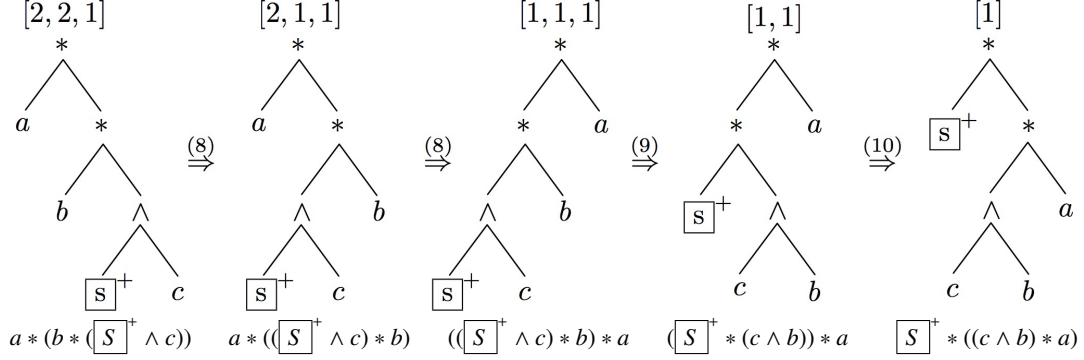 [2, 2, 1] [2, 1, 1] [1, 1, 1] [1, 1] [1]
* * * * *
a * a * * a * a s + *
(8) ⇒ (8) ⇒ (9) ⇒ (10) ⇒
b ∧ ∧ b ∧ b s + ∧ ∧ a
s + c s + c s + c c b c b
a ∗ (b ∗ ( S + ∧ c)) a ∗ (( S + ∧ c) ∗ b) (( S + ∧ c) ∗ b) ∗ a ( S + ∗ (c ∧ b)) ∗ a S + ∗ ((c ∧ b) ∗ a)